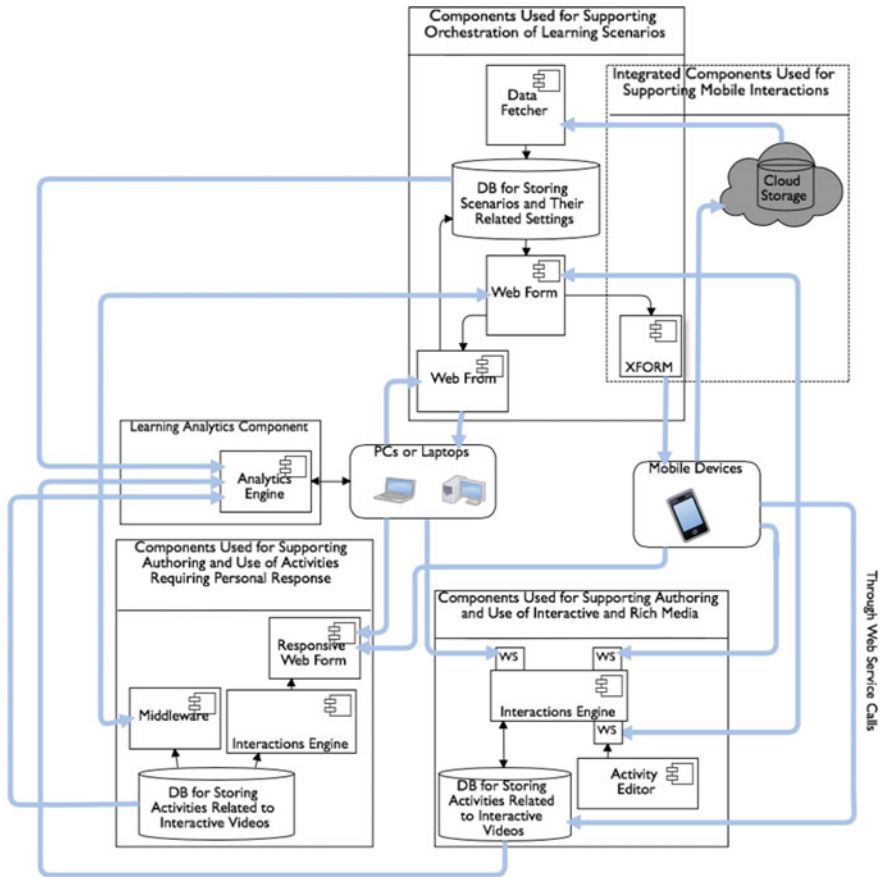 Components Used for Supporting
Orchestration of Learning Scenarios
Integrated Components Used for
Supporting Mobile Interactions
Data
Fetcher
Cloud
Storage
DB for Storing
Scenarios and Their
Related Settings
Web Form
XFORM
Web From
Learning Analytics Component
Analytics
Engine
PCs or Laptops
Mobile Devices
Components Used for Supporting
Authoring and Use of Activities
Requiring Personal Response
Responsive
Web Form
Middleware
Interactions Engine
DB for Storing
Activities Related to
Interactive Videos
Components Used for Supporting Authoring
and Use of Interactive and Rich Media
WS
WS
Interactions Engine
WS
Activity
Editor
DB for Storing
Activities Related
to Interactive
Videos
Through Web Service Calls